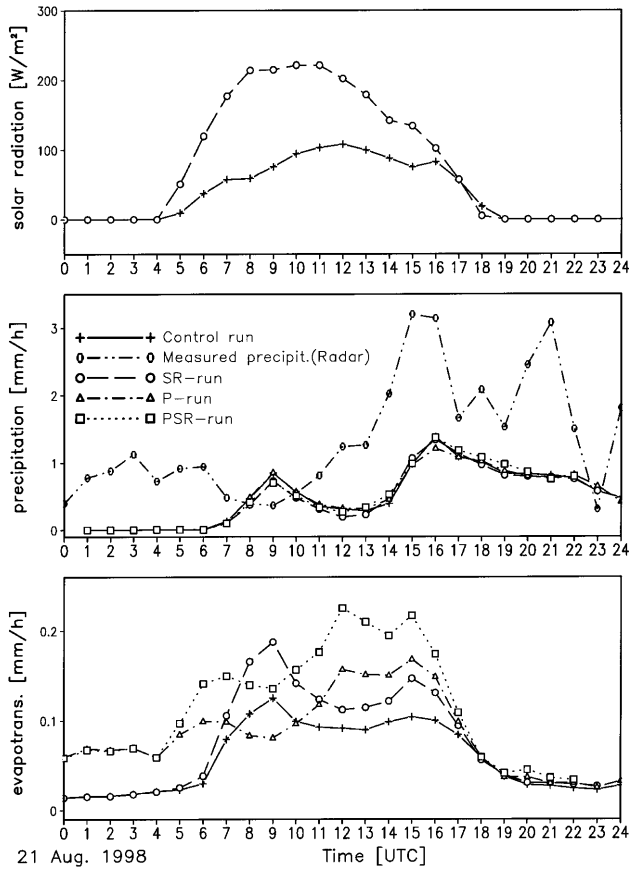 solar radiation [W/m²]
300
200
100
0
0 1 2 3 4 5 6 7 8 9 10 11 12 13 14 15 16 17 18 19 20 21 22 23 24
precipitation [mm/h]
3
2
1
0
Control run
Measured precipit.(Radar)
SR-run
P-run
PSR-run
0 1 2 3 4 5 6 7 8 9 10 11 12 13 14 15 16 17 18 19 20 21 22 23 24
evapotrans. [mm/h]
0.2
0.1
0
0 1 2 3 4 5 6 7 8 9 10 11 12 13 14 15 16 17 18 19 20 21 22 23 24
21 Aug. 1998
Time [UTC]